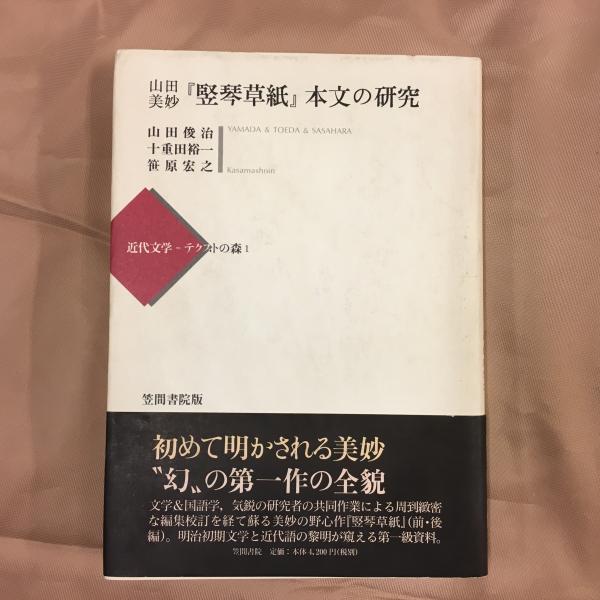 山田美妙『竪琴草紙』本文の研究
山田俊治
十重田裕一
笹原宏之
YAMADA & TOEDA & SASAHARA
Kasamashoin
近代文学-テクストの森1
笠間書院版
初めて明かされる美妙
〝幻〟の第一作の全貌
文学&国語学，気鋭の研究者の共同作業による周到緻密
な編集校訂を経て蘇る美妙の野心作『竪琴草紙』(前・後
編)。明治初期文学と近代語の黎明が窺える第一級資料。
笠間書院 定価：本体4,200円(税別)